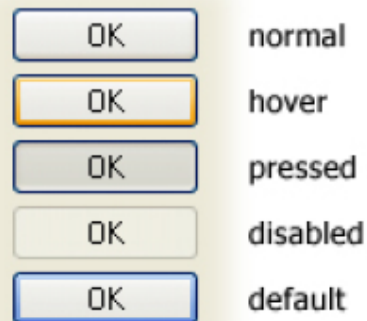 OK normal
OK hover
OK pressed
OK disabled
OK default